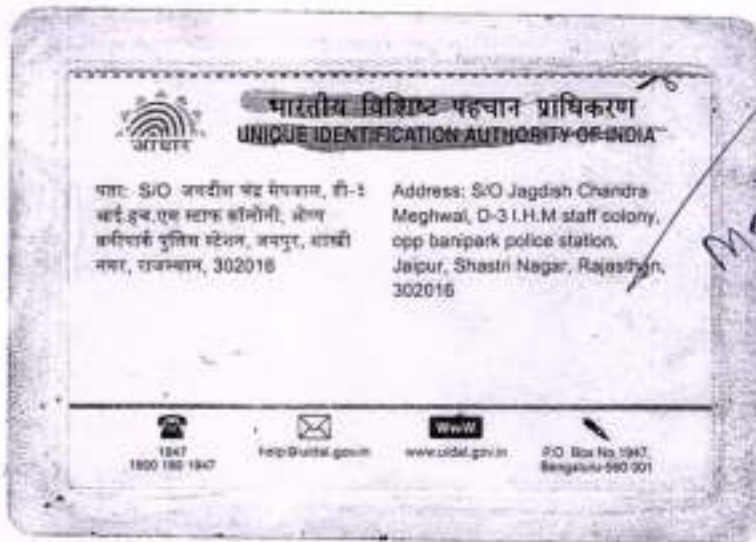 आधार
भारतीय विशिष्ट पहचान प्राधिकरण
UNIQUE IDENTIFICATION AUTHORITY OF INDIA
पता: S/O जगदीश चंद्र मेघवाल, डी-3
आई.एच.एम स्टाफ कॉलोनी, ओप्प
बनीपार्क पुलिस स्टेशन, जयपुर, शास्त्री
नगर, राजस्थान, 302016
Address: S/O Jagdish Chandra
Meghwal, D-3 I.H.M staff colony,
opp banipark police station,
Jaipur, Shastri Nagar, Rajasthan,
302016
1947
1800 180 1947
help@uidai.gov.in
WWW
www.uidai.gov.in
P.O. Box No.1947,
Bengaluru-560 001